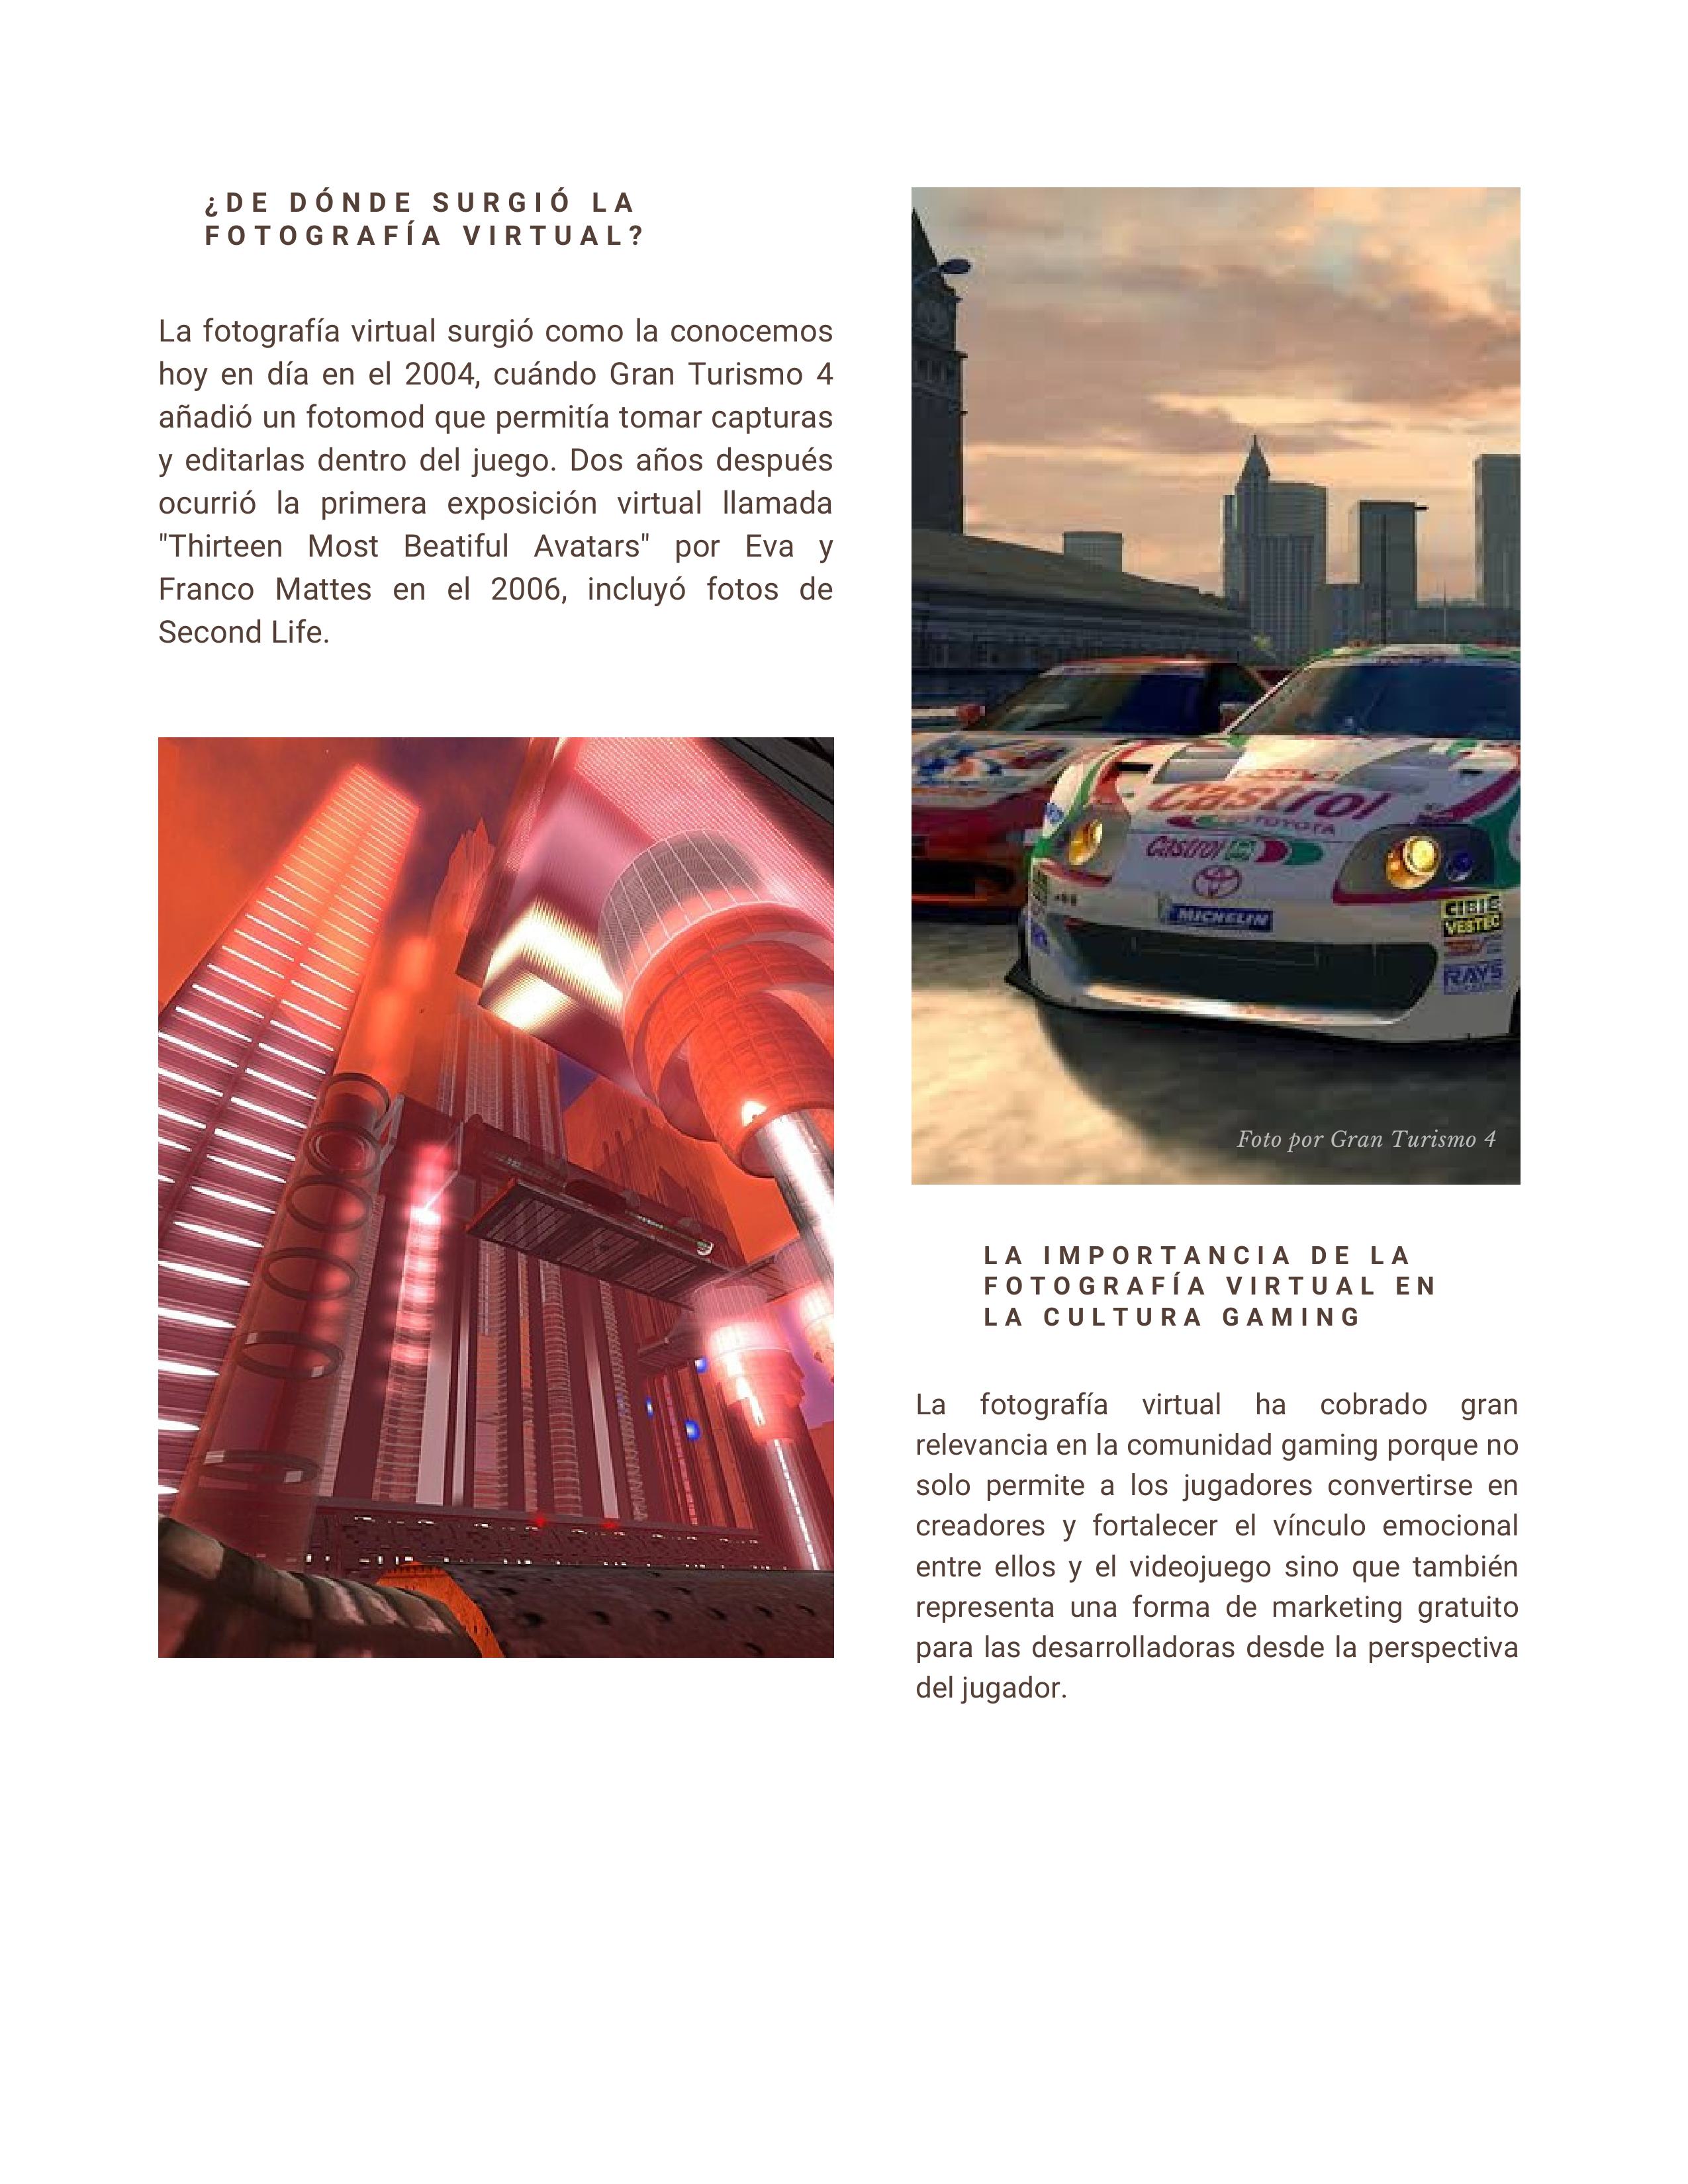 ¿DE DÓNDE SURGIÓ LA
FOTOGRAFÍA VIRTUAL?
La fotografía virtual surgió como la conocemos
hoy en día en el 2004, cuándo Gran Turismo 4
añadió un fotomod que permitía tomar capturas
y editarlas dentro del juego. Dos años después
ocurrió la primera exposición virtual llamada
"Thirteen Most Beatiful Avatars" por Eva y
Franco Mattes en el 2006, incluyó fotos de
Second Life.
Castrol
TOYOTA
Castrol
MICHELIN
CIBIE
VESTEC
RAYS
Foto por Gran Turismo 4
LA IMPORTANCIA DE LA
FOTOGRAFÍA VIRTUAL EN
LA CULTURA GAMING
La fotografía virtual ha cobrado gran
relevancia en la comunidad gaming porque no
solo permite a los jugadores convertirse en
creadores y fortalecer el vínculo emocional
entre ellos y el videojuego sino que también
representa una forma de marketing gratuito
para las desarrolladoras desde la perspectiva
del jugador.